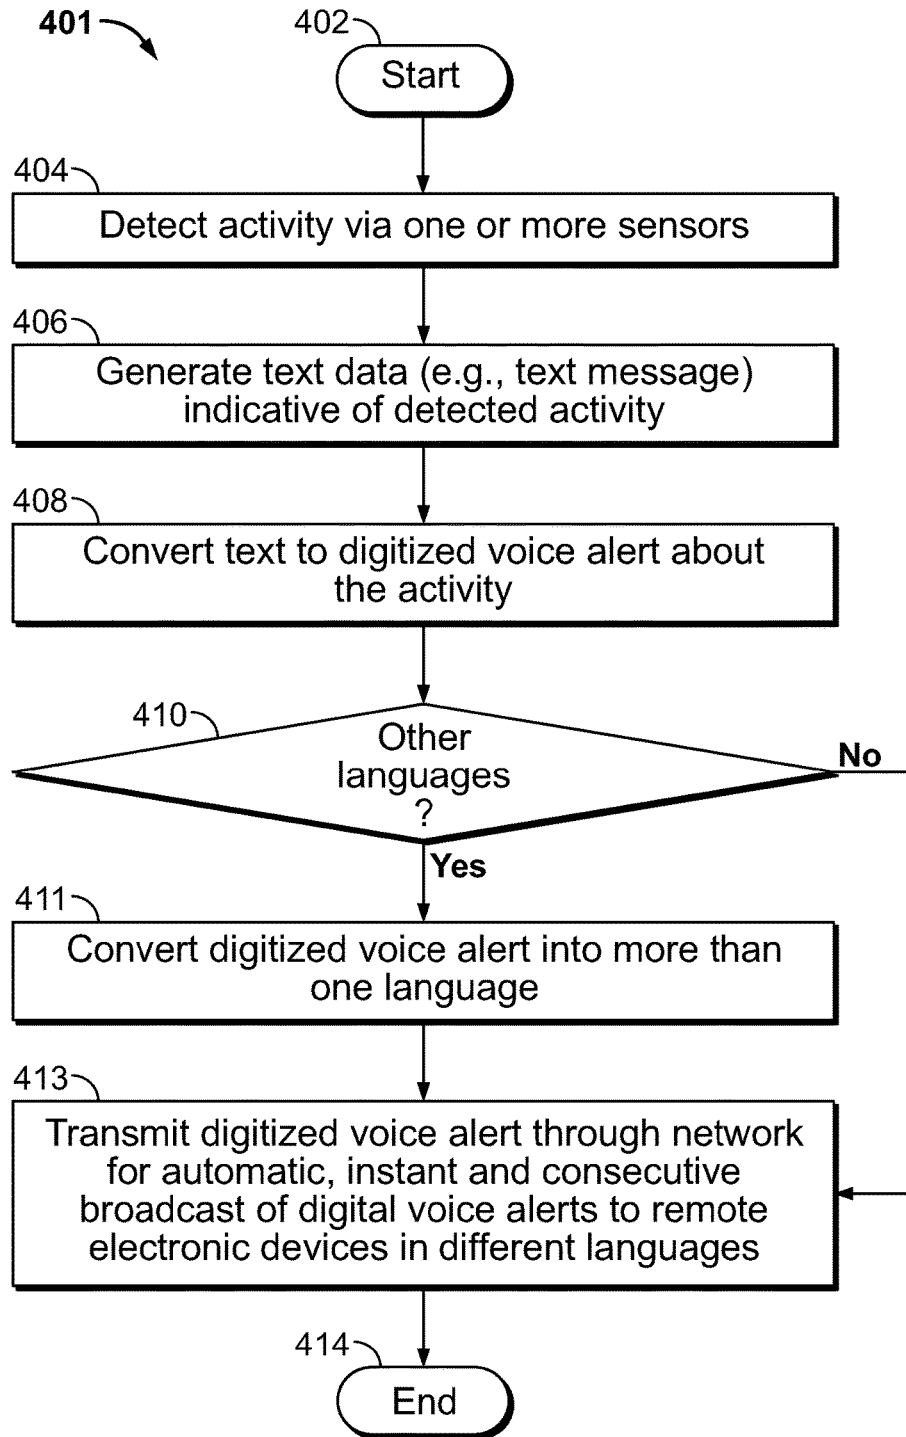 401
402
Start
404
Detect activity via one or more sensors
406
Generate text data (e.g., text message)
indicative of detected activity
408
Convert text to digitized voice alert about
the activity
410
Other
languages
?
No
Yes
411
Convert digitized voice alert into more than
one language
413
Transmit digitized voice alert through network
for automatic, instant and consecutive
broadcast of digital voice alerts to remote
electronic devices in different languages
414
End